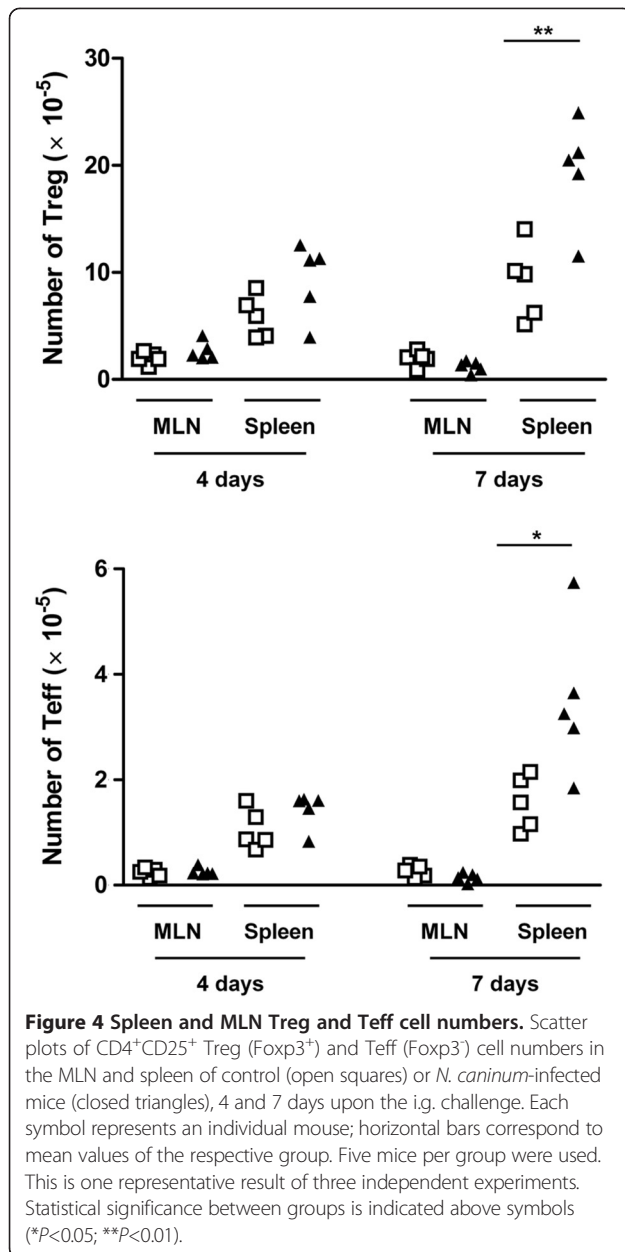 **
30
20
10
0
Number of Treg (× 10⁻⁵)
MLN Spleen MLN Spleen
4 days 7 days
*
6
4
2
0
Number of Teff (× 10⁻⁵)
MLN Spleen MLN Spleen
4 days 7 days
Figure 4 Spleen and MLN Treg and Teff cell numbers. Scatter
plots of CD4⁺CD25⁺ Treg (Foxp3⁺) and Teff (Foxp3⁻) cell numbers in
the MLN and spleen of control (open squares) or N. caninum-infected
mice (closed triangles), 4 and 7 days upon the i.g. challenge. Each
symbol represents an individual mouse; horizontal bars correspond to
mean values of the respective group. Five mice per group were used.
This is one representative result of three independent experiments.
Statistical significance between groups is indicated above symbols
(*P<0.05; **P<0.01).